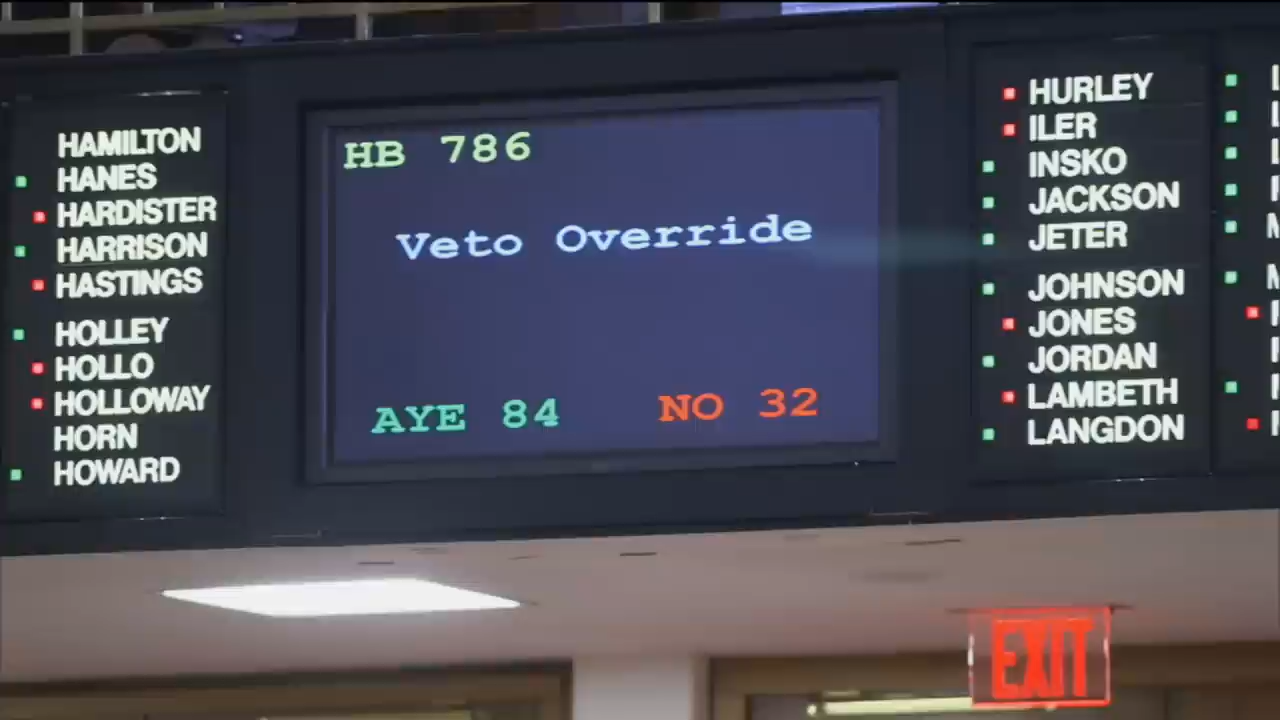 HAMILTON
HANES
HARDISTER
HARRISON
HASTINGS
HOLLEY
HOLLO
HOLLOWAY
HORN
HOWARD
HB 786
Veto Override
AYE 84 NO 32
HURLEY
ILER
INSKO
JACKSON
JETER
JOHNSON
JONES
JORDAN
LAMBETH
LANGDON
EXIT